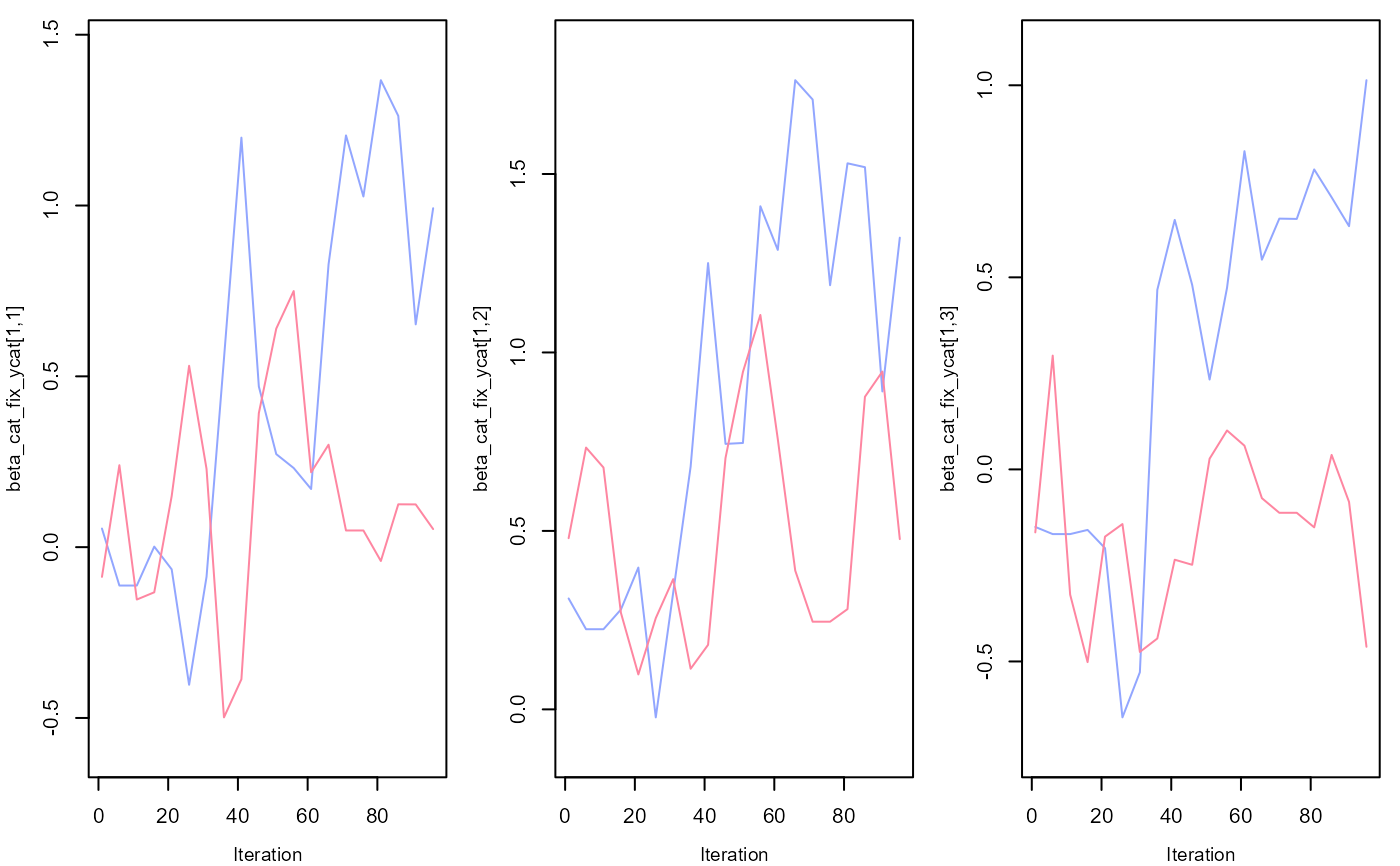 beta_cat_fix_ycat[1,1]
-0.5 0.0 0.5 1.0 1.5
0 20 40 60 80
Iteration
beta_cat_fix_ycat[1,2]
0.0 0.5 1.0 1.5
0 20 40 60 80
Iteration
beta_cat_fix_ycat[1,3]
-0.5 0.0 0.5 1.0
0 20 40 60 80
Iteration